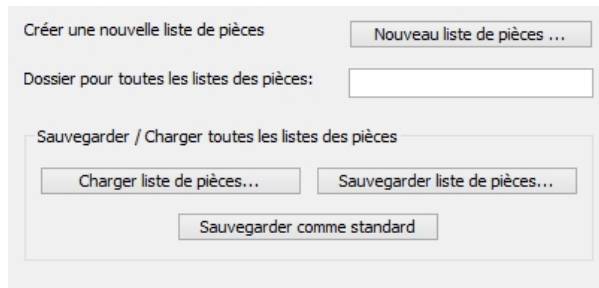 Créer une nouvelle liste de pièces
Nouveau liste de pièces ...
Dossier pour toutes les listes des pièces:
Sauvegarder / Charger toutes les listes des pièces
Charger liste de pièces...
Sauvegarder liste de pièces...
Sauvegarder comme standard